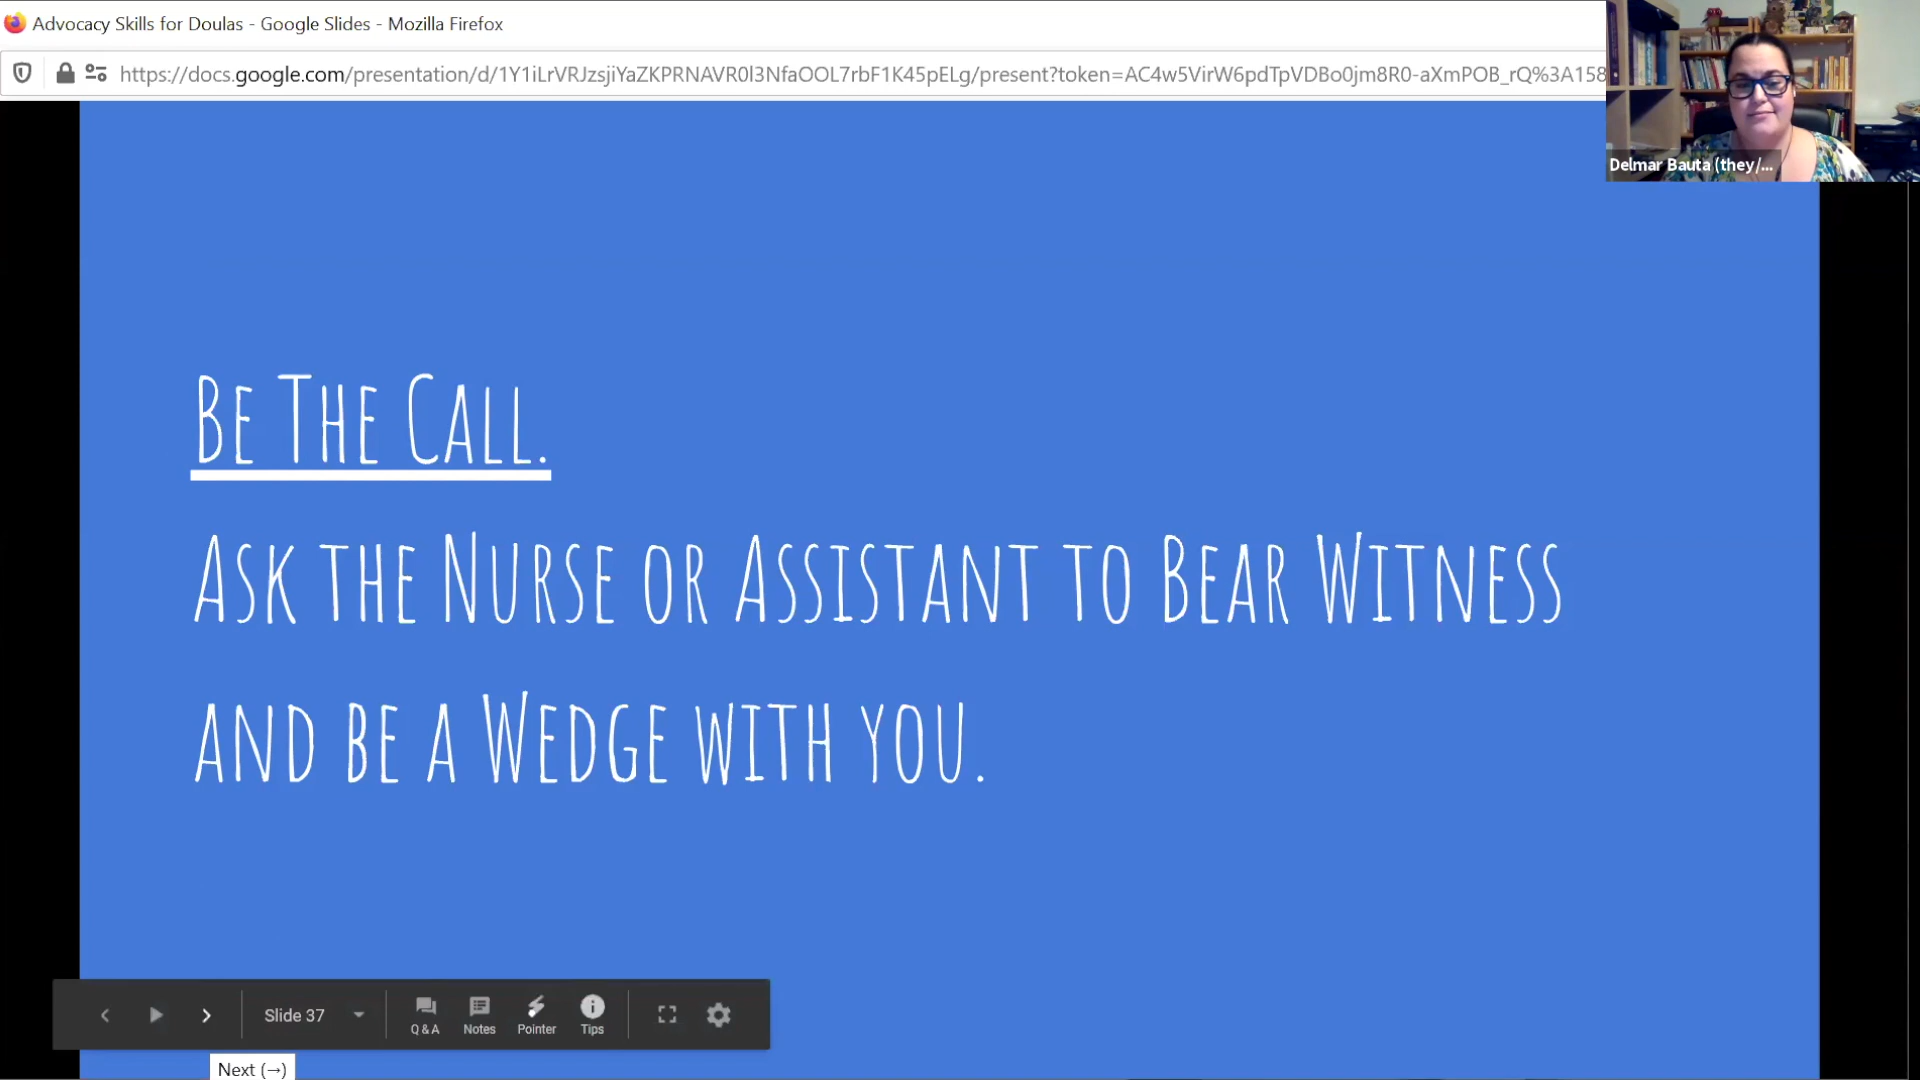 Advocacy Skills for Doulas - Google Slides - Mozilla Firefox
https://docs.google.com/presentation/d/1Y1iLrVRJzsjiYaZKPRNAVR0l3NfaOOL7rbF1K45pELg/present?token=AC4w5VirW6pdTpVDBo0jm8R0-aXmPOB_rQ%3A158
Delmar Bauta (they/...
BE THE CALL.
ASK THE NURSE OR ASSISTANT TO BEAR WITNESS
AND BE A WEDGE WITH YOU.
Slide 37
Q & A
Notes
Pointer
Tips
Next (→)